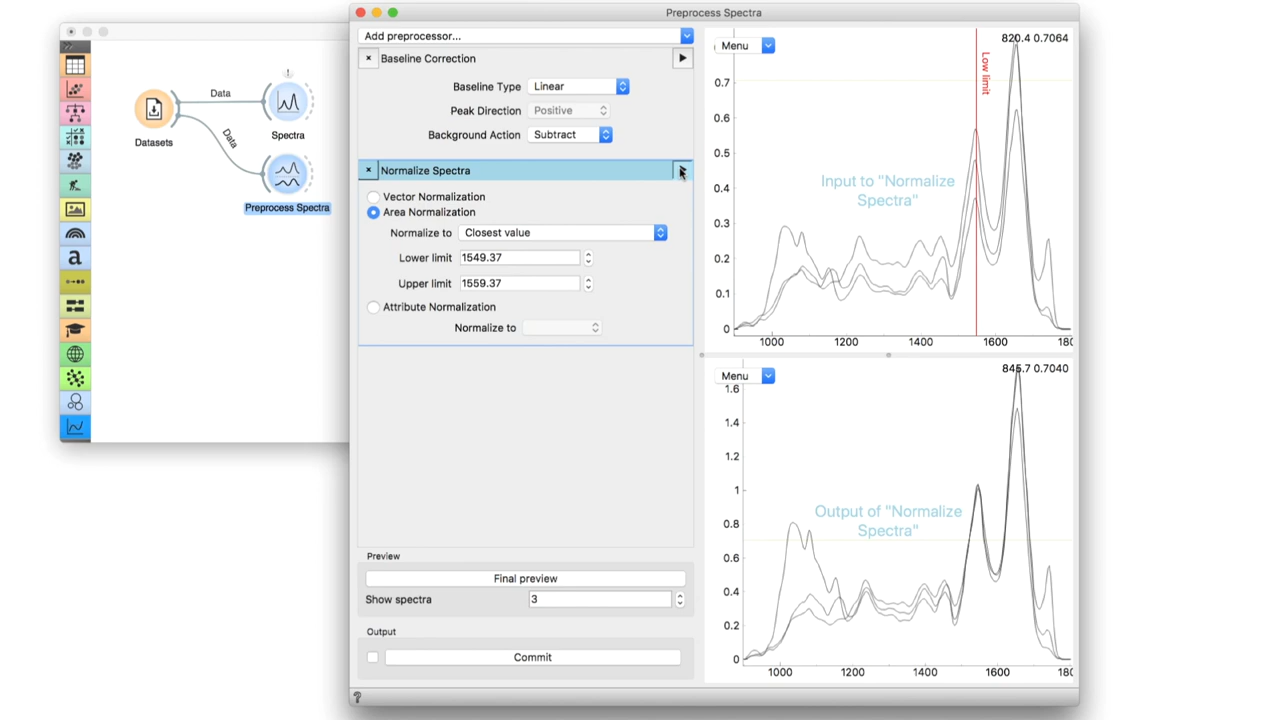 Preprocess Spectra
Add preprocessor...
Baseline Correction
Baseline Type Linear
Peak Direction Positive
Background Action Subtract
Normalize Spectra
Vector Normalization
Area Normalization
Normalize to Closest value
Lower limit 1549.37
Upper limit 1559.37
Attribute Normalization
Normalize to
Preview
Final preview
Show spectra 3
Output
Commit
?
Data
Data
!
Datasets
Spectra
Preprocess Spectra
a
Menu
820.4 0.7064
Low limit
Input to "Normalize
Spectra"
0.7
0.6
0.5
0.4
0.3
0.2
0.1
0
1000 1200 1400 1600 180
Menu
845.7 0.7040
Output of "Normalize
Spectra"
1.6
1.4
1.2
1
0.8
0.6
0.4
0.2
0
1000 1200 1400 1600 180